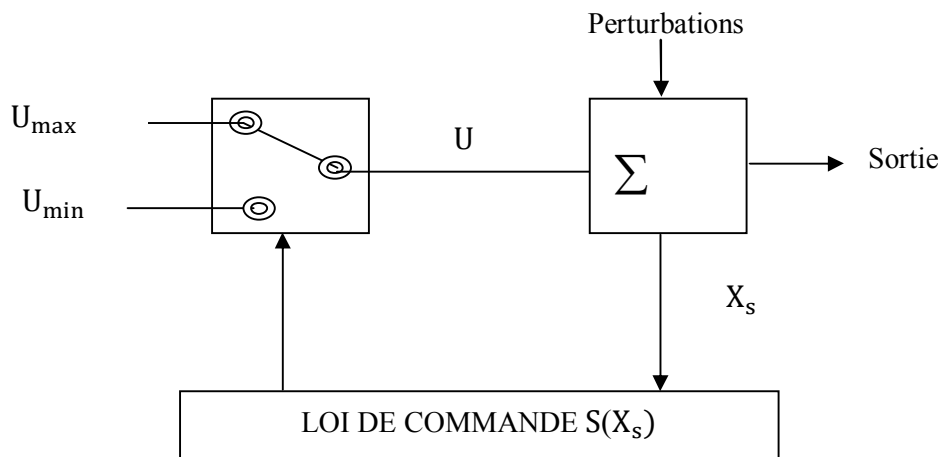 Perturbations
U_max
U
Σ
Sortie
U_min
X_s
LOI DE COMMANDE S(X_s)